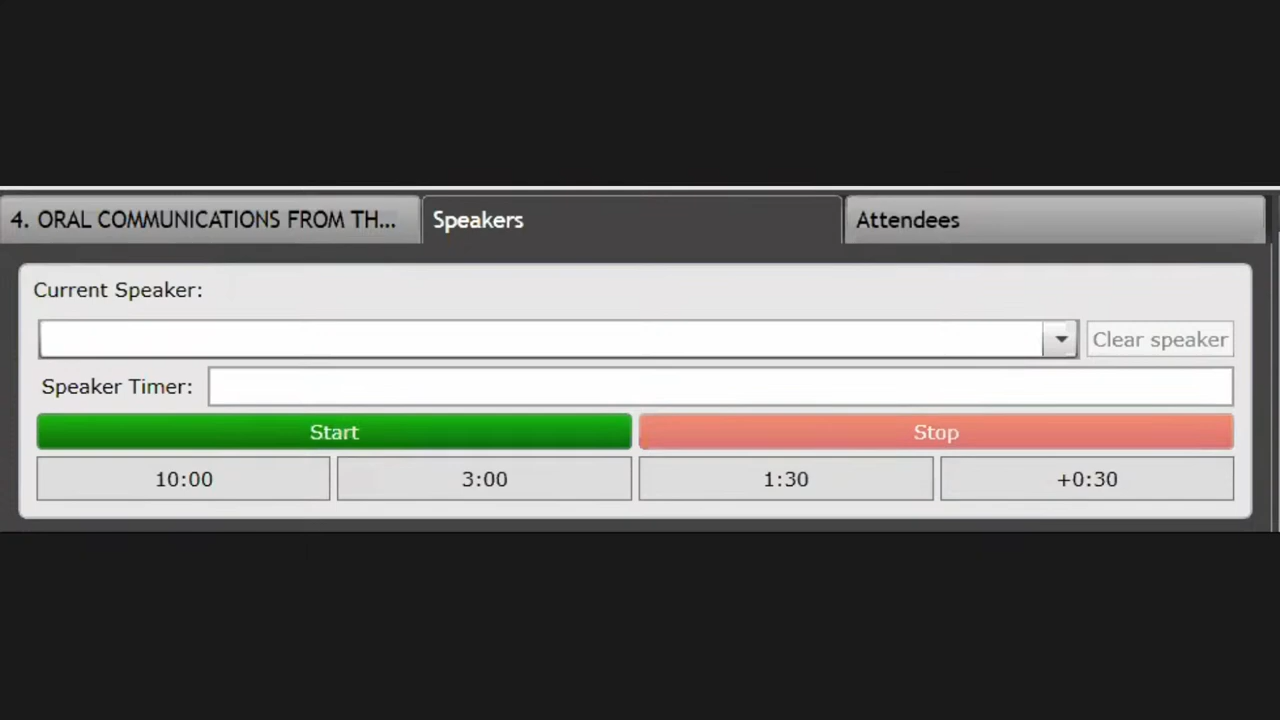 4. ORAL COMMUNICATIONS FROM TH...
Speakers
Attendees
Current Speaker:
Clear speaker
Speaker Timer:
Start
Stop
10:00
3:00
1:30
+0:30